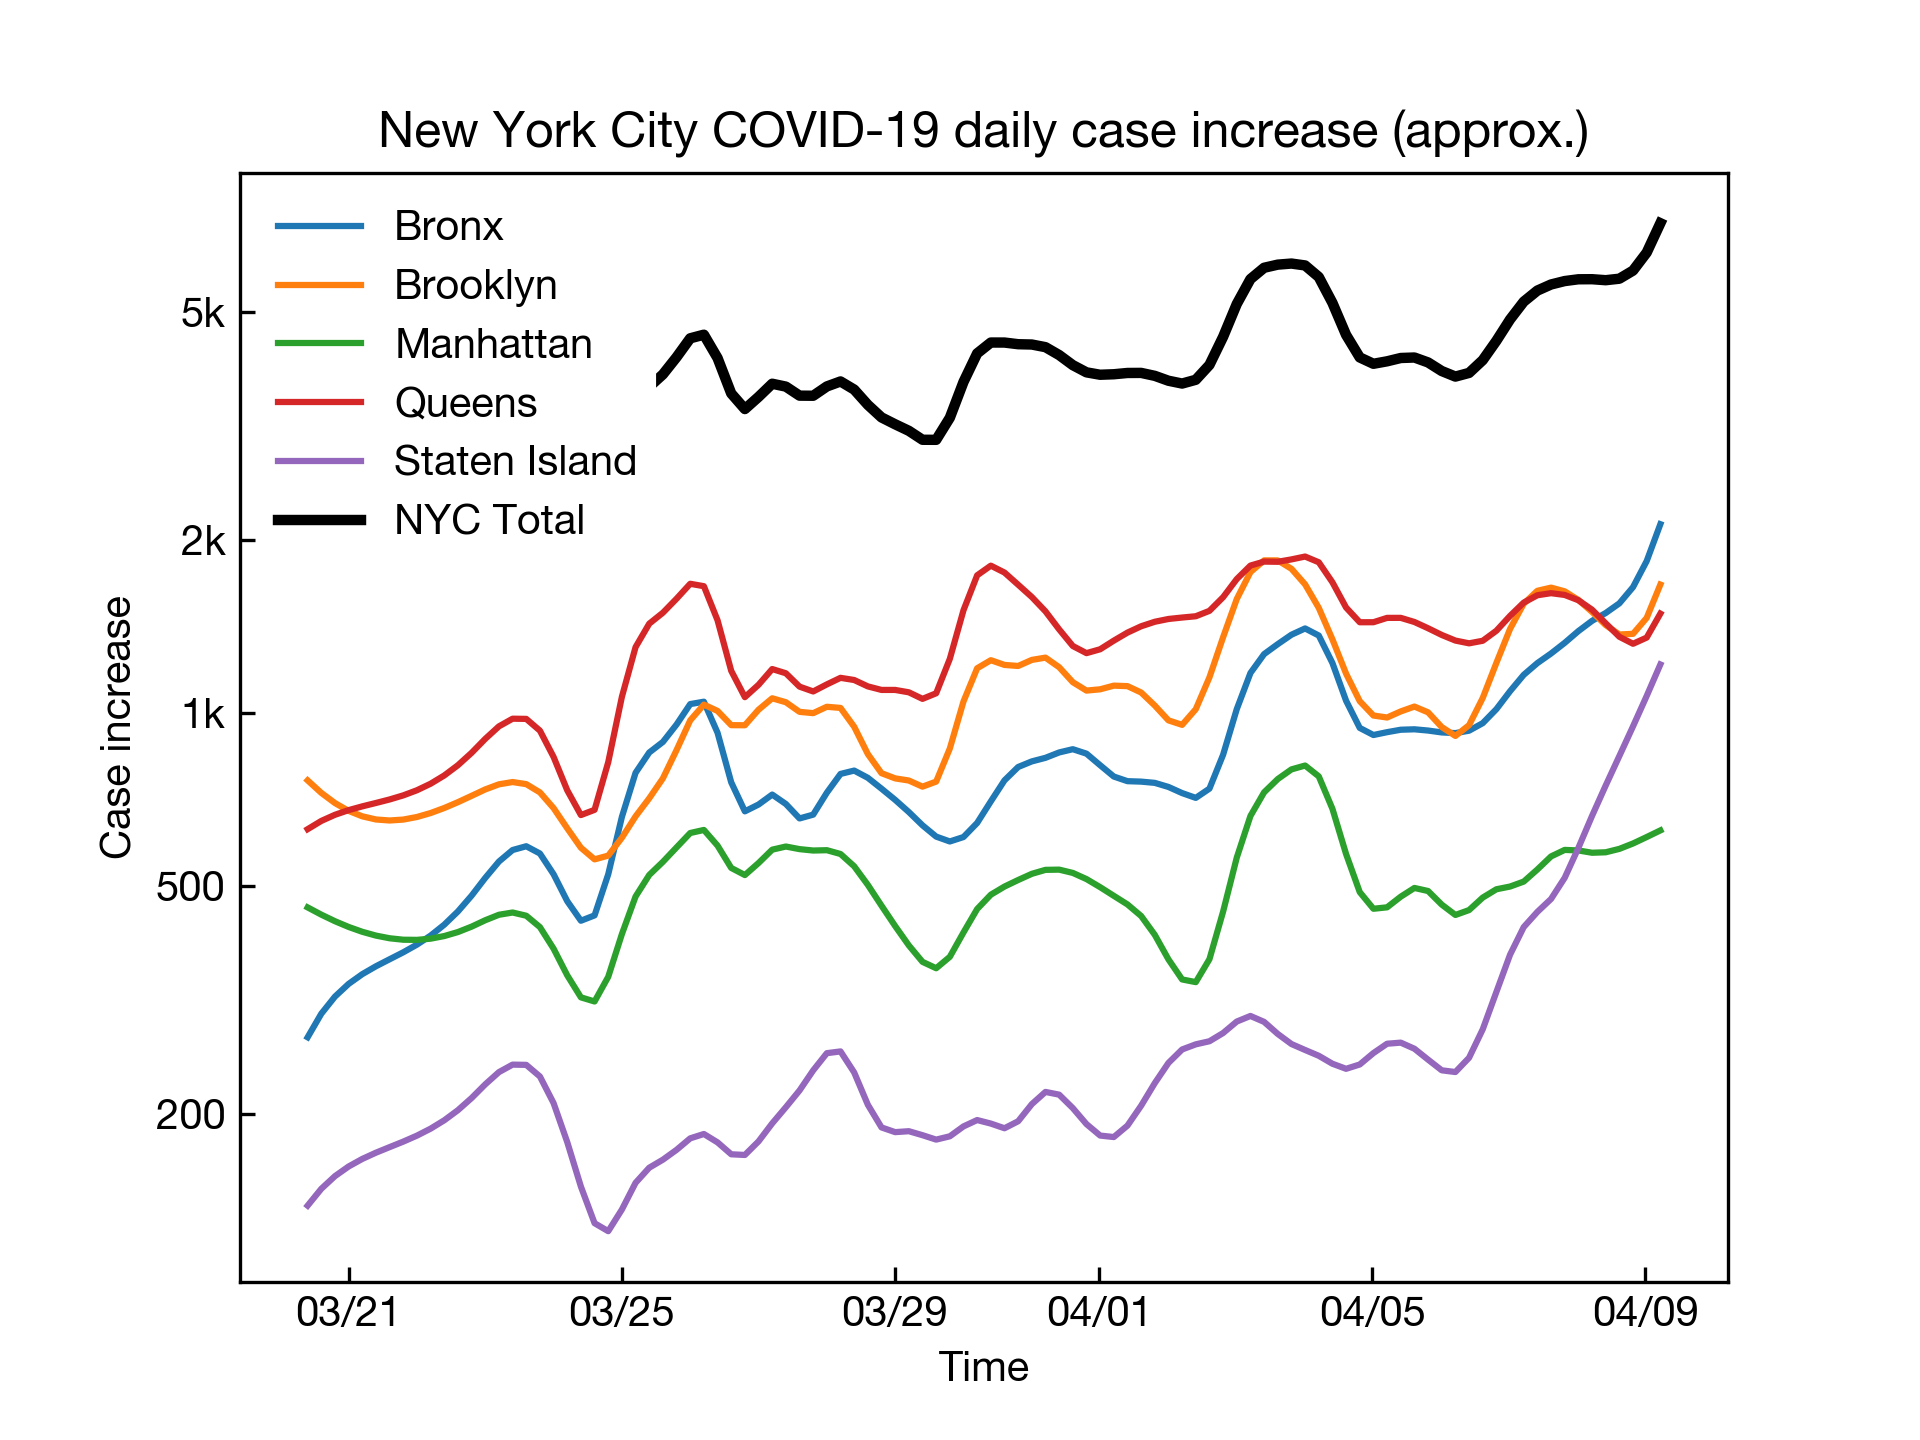 New York City COVID-19 daily case increase (approx.)
Bronx
Brooklyn
Manhattan
Queens
Staten Island
NYC Total
Case increase
5k
2k
1k
500
200
03/21 03/25 03/29 04/01 04/05 04/09
Time